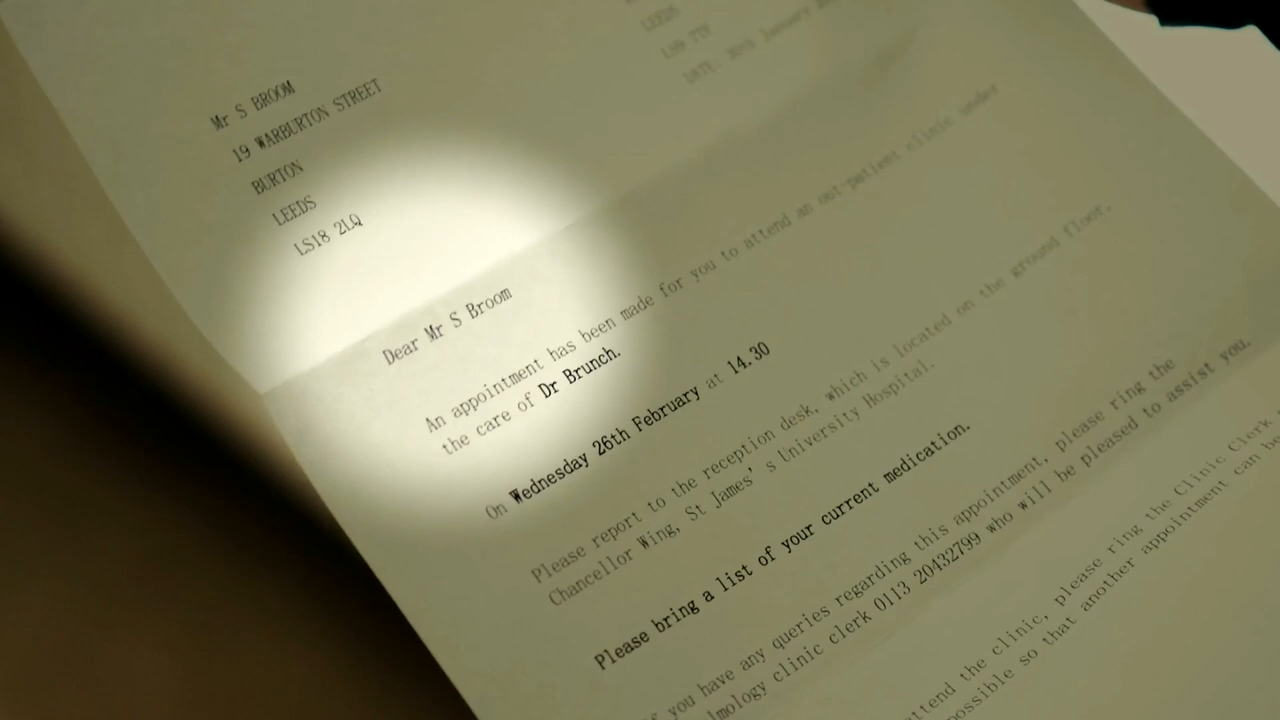 LEEDS
DATE: 30th January
Mr S BROOM
19 WARBURTON STREET
BURTON
LEEDS
LS18 2LQ
Dear Mr S Broom
An appointment has been made for you to attend an out-patient clinic under
the care of Dr Brunch.
On Wednesday 26th February at 14.30
Please report to the reception desk, which is located on the ground floor,
Chancellor Wing, St James' s University Hospital.
Please bring a list of your current medication.
you have any queries regarding this appointment, please ring the
lmology clinic clerk 0113 20432799 who will be pleased to assist you.
attend the clinic, please ring the Clinic Clerk
possible so that another appointment can be